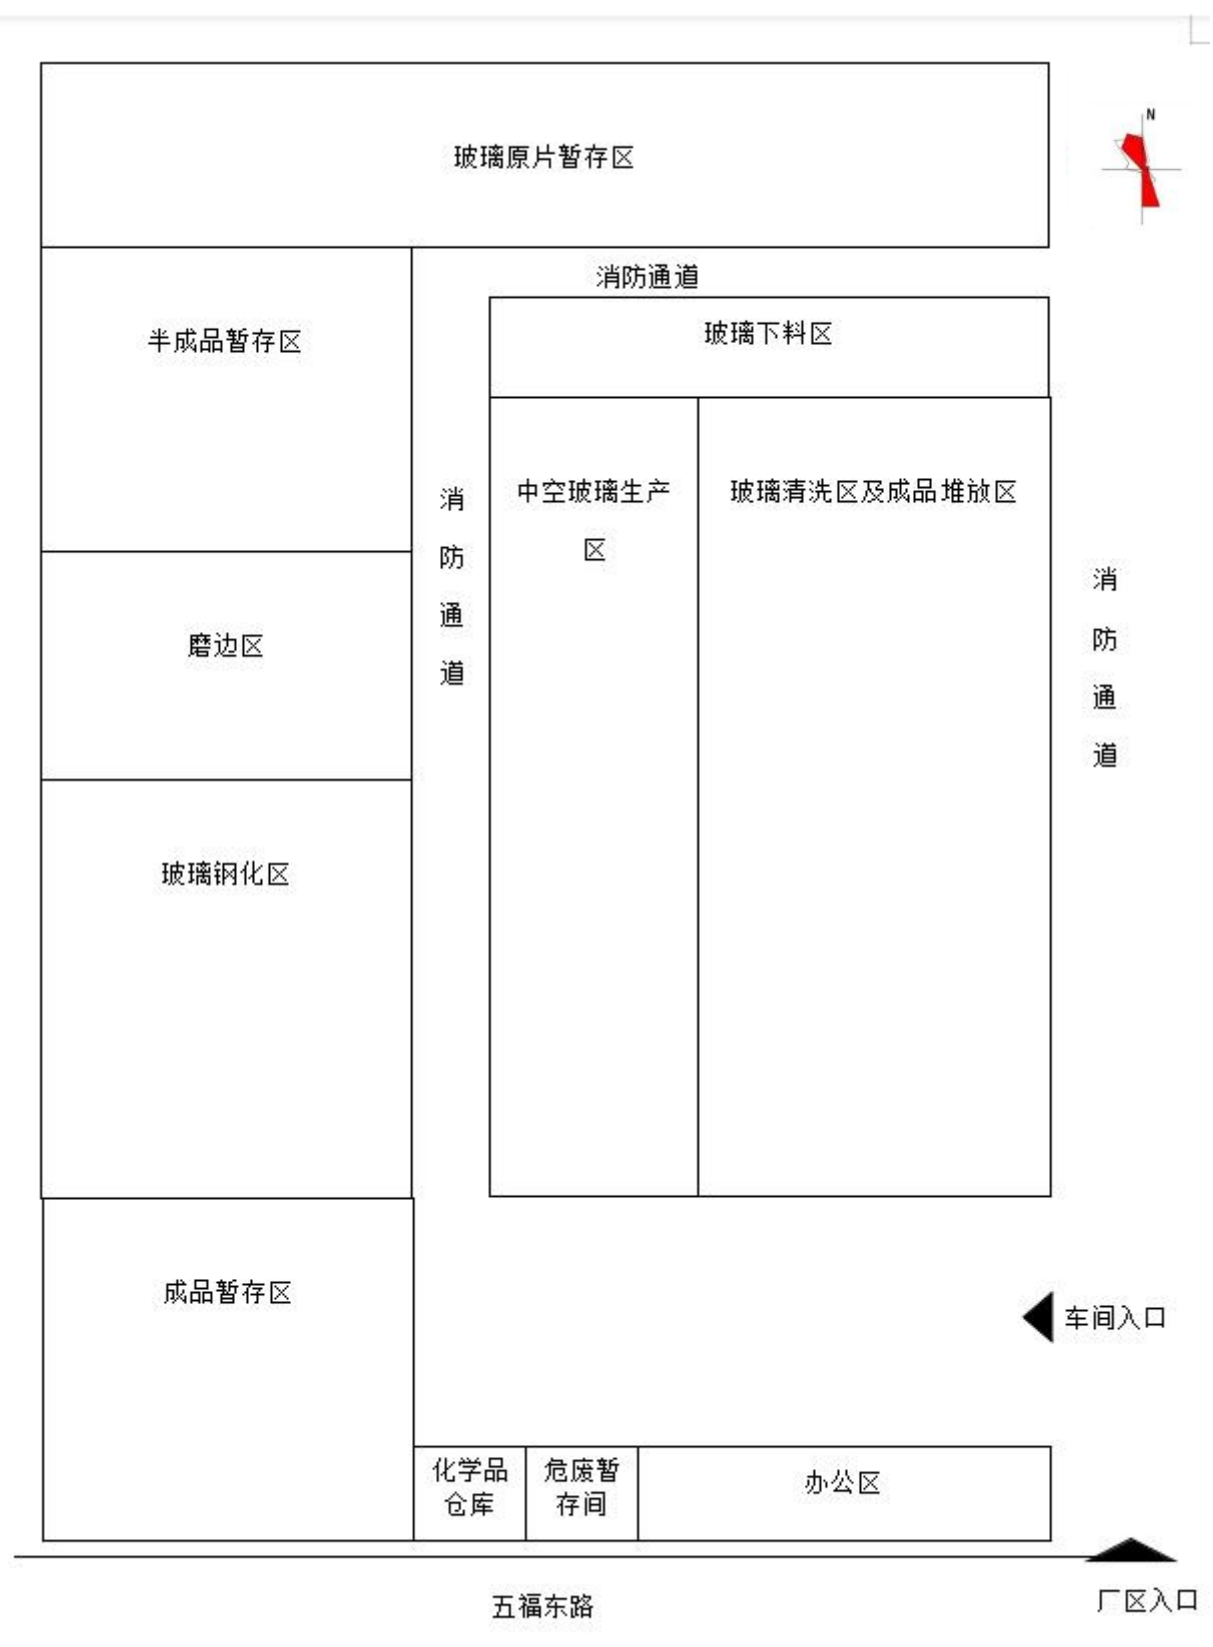 N
玻璃原片暂存区
消防通道
半成品暂存区
玻璃下料区
中空玻璃生产
区
玻璃清洗区及成品堆放区
消
防
通
道
消
防
通
道
磨边区
玻璃钢化区
成品暂存区
车间入口
化学品
仓库
危废暂
存间
办公区
五福东路
厂区入口